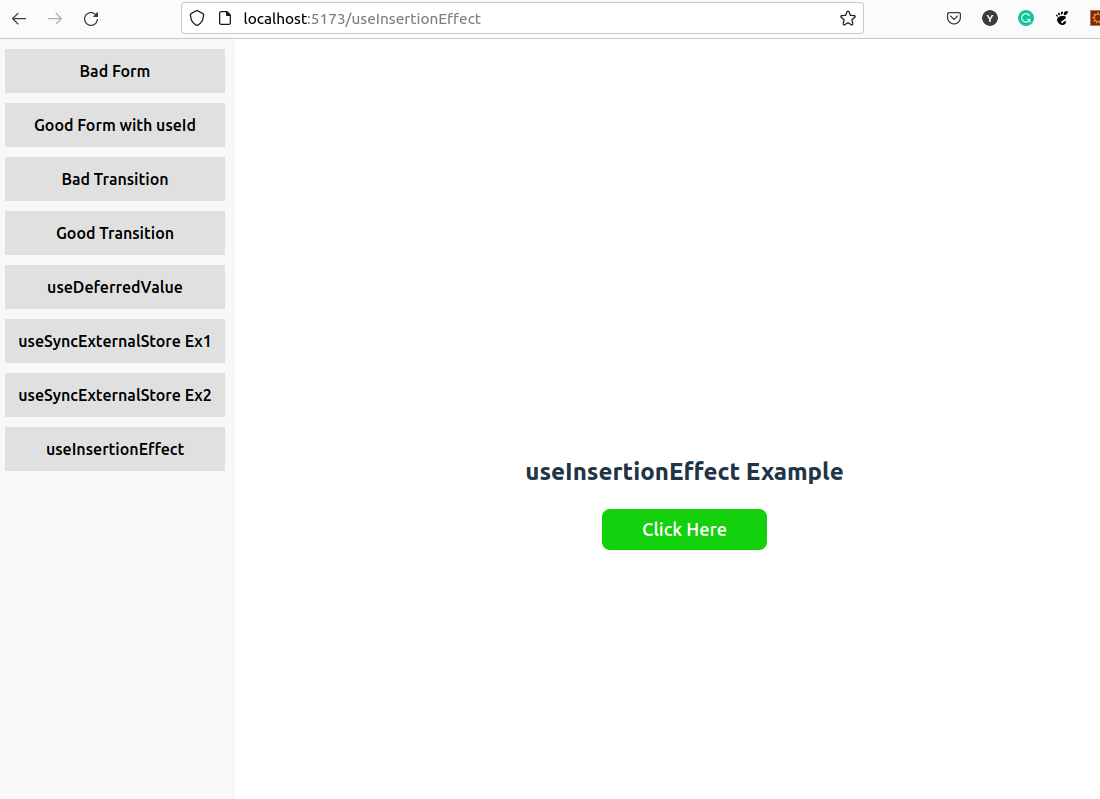 localhost:5173/useInsertionEffect
Y
G
Bad Form
Good Form with useId
Bad Transition
Good Transition
useDeferredValue
useSyncExternalStore Ex1
useSyncExternalStore Ex2
useInsertionEffect
useInsertionEffect Example
Click Here